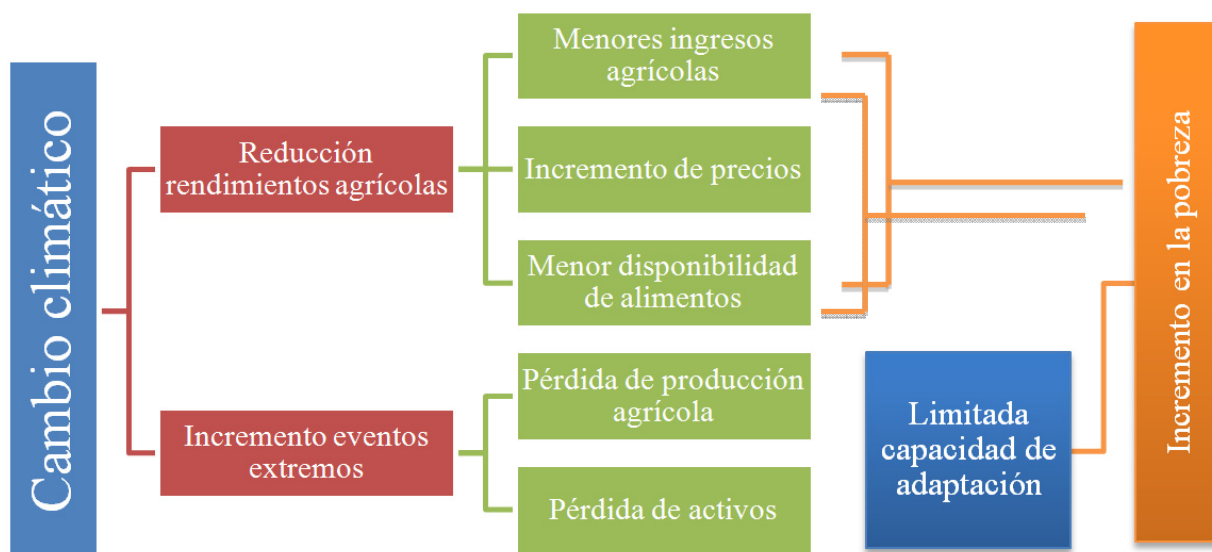 Cambio climático
Reducción
rendimientos agrícolas
Incremento eventos
extremos
Menores ingresos
agrícolas
Incremento de precios
Menor disponibilidad
de alimentos
Pérdida de producción
agrícola
Pérdida de activos
Limitada
capacidad de
adaptación
Incremento en la pobreza